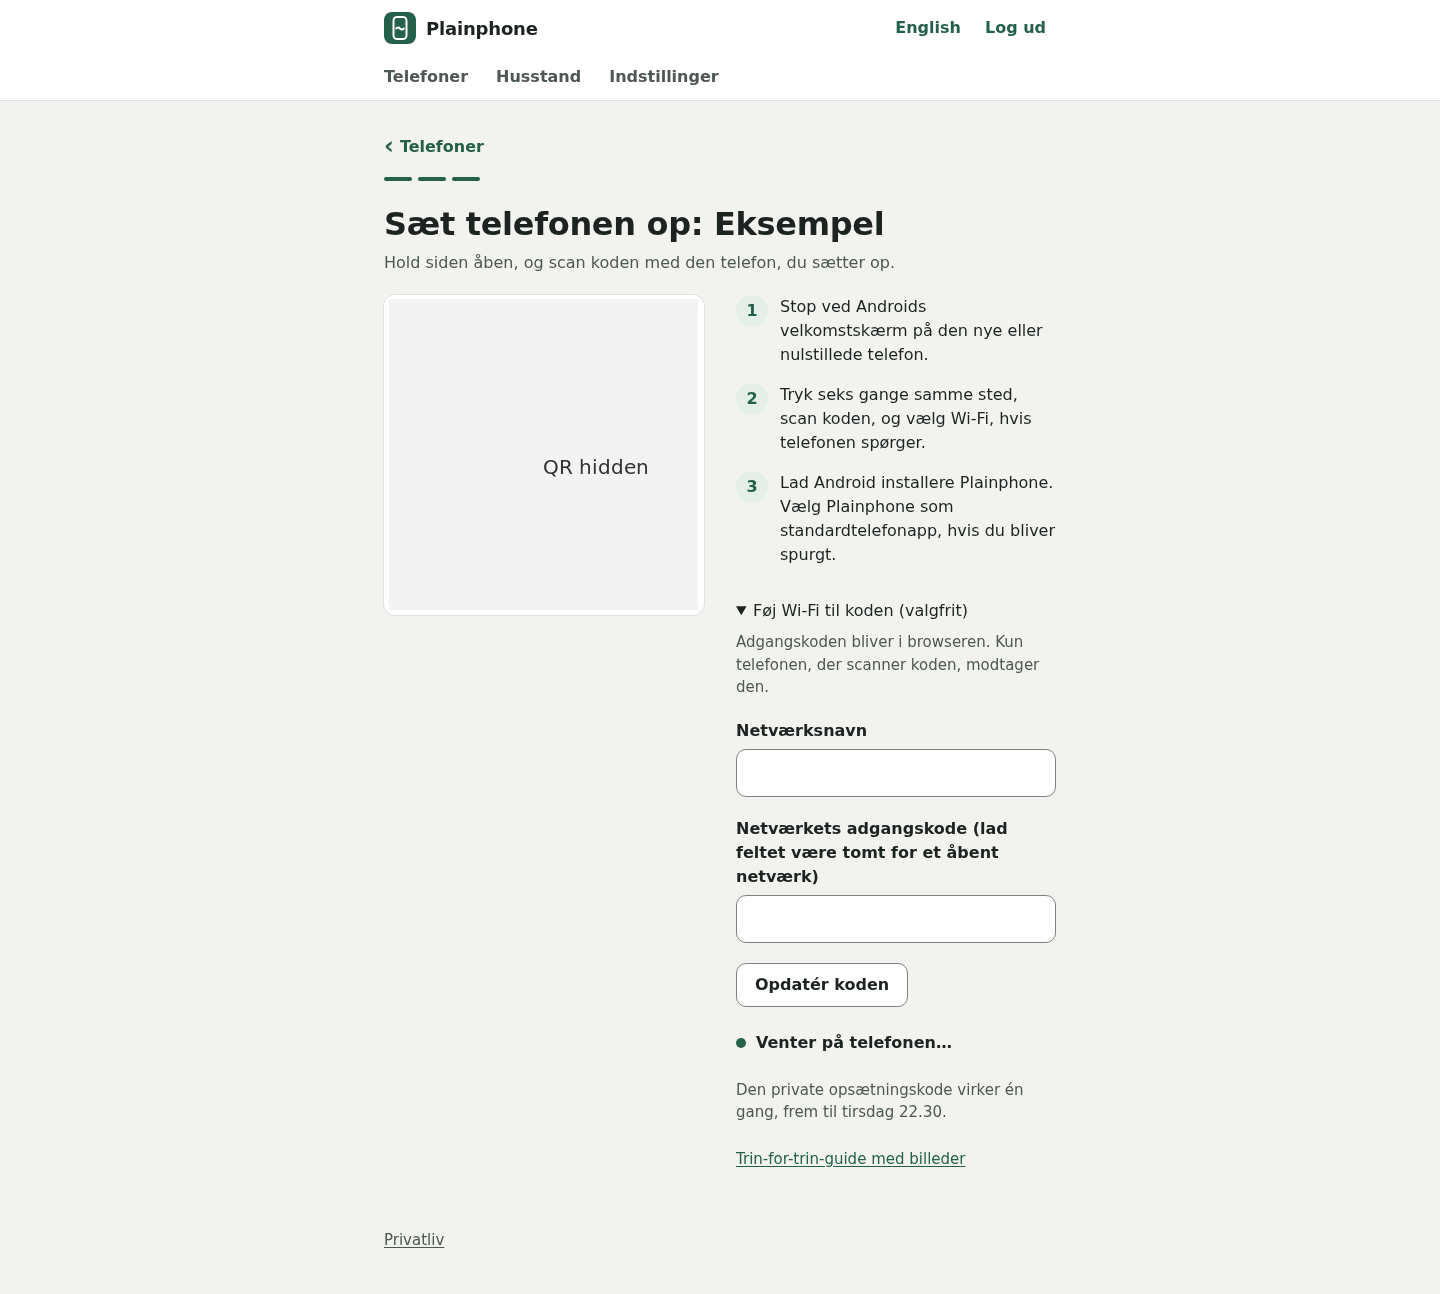 Plainphone
English
Log ud
Telefoner
Husstand
Indstillinger
‹ Telefoner
Sæt telefonen op: Eksempel
Hold siden åben, og scan koden med den telefon, du sætter op.
QR hidden
1
Stop ved Androids
velkomstskærm på den nye eller
nulstillede telefon.
2
Tryk seks gange samme sted,
scan koden, og vælg Wi-Fi, hvis
telefonen spørger.
3
Lad Android installere Plainphone.
Vælg Plainphone som
standardtelefonapp, hvis du bliver
spurgt.
▼ Føj Wi-Fi til koden (valgfrit)
Adgangskoden bliver i browseren. Kun
telefonen, der scanner koden, modtager
den.
Netværksnavn
Netværkets adgangskode (lad
feltet være tomt for et åbent
netværk)
Opdatér koden
Venter på telefonen…
Den private opsætningskode virker én
gang, frem til tirsdag 22.30.
Trin-for-trin-guide med billeder
Privatliv